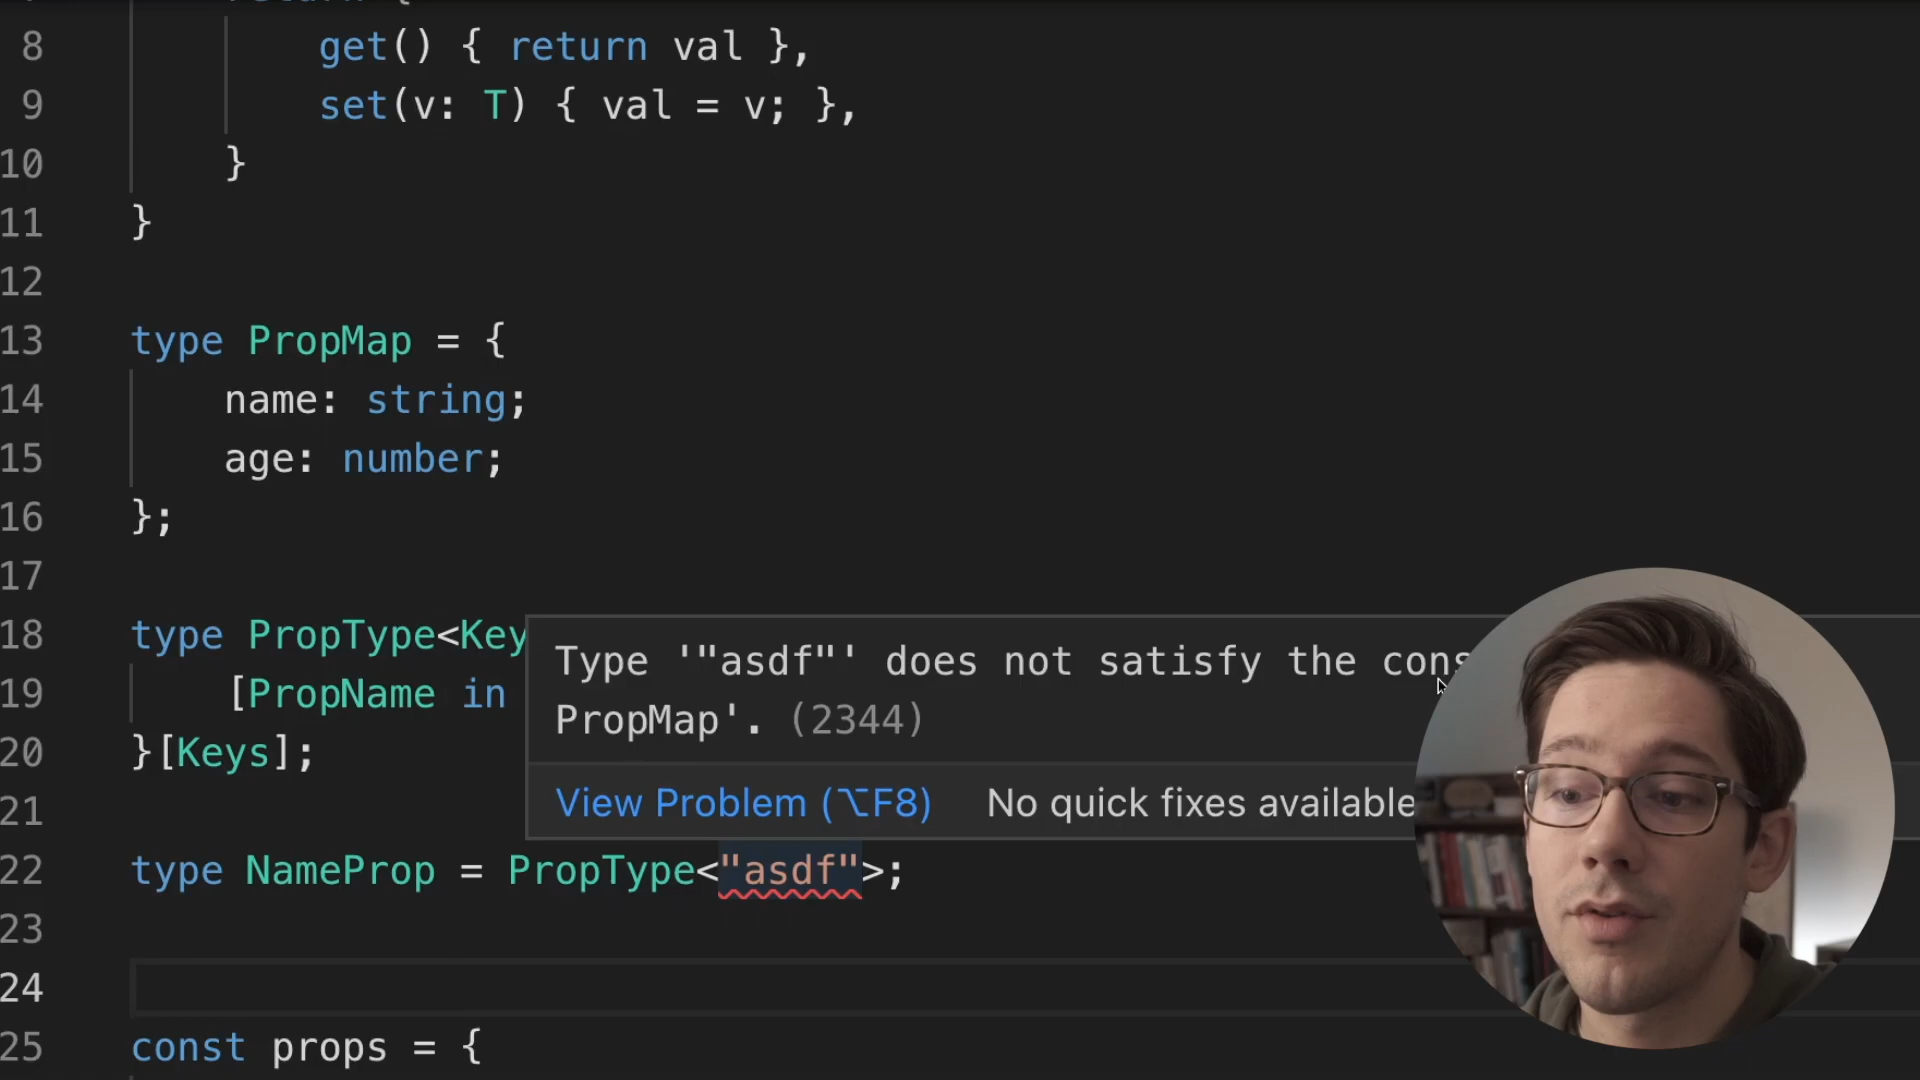 8 get() { return val },
9 set(v: T) { val = v; },
10 }
11 }
12
13 type PropMap = {
14 name: string;
15 age: number;
16 };
17
18 type PropType<Key
19 [PropName in
20 }[Keys];
Type '"asdf"' does not satisfy the cons
PropMap'. (2344)
View Problem (⌥F8) No quick fixes available
21
22 type NameProp = PropType<"asdf">;
23
24
25 const props = {